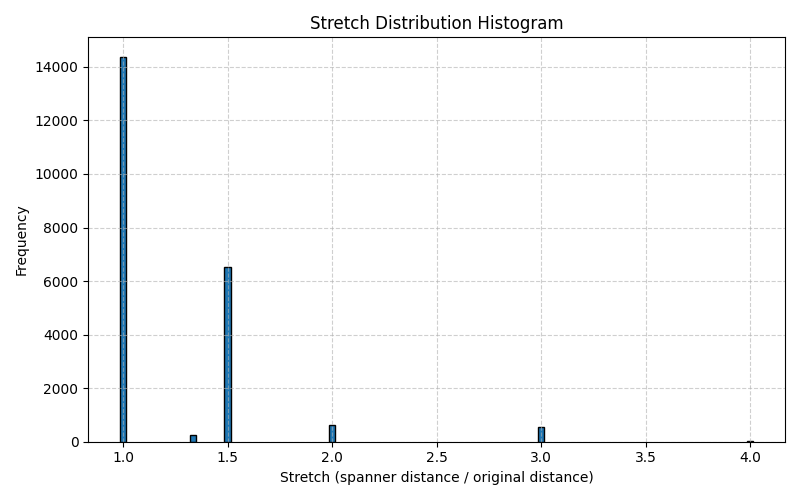 Stretch Distribution Histogram
Frequency
14000
12000
10000
8000
6000
4000
2000
0
1.0 1.5 2.0 2.5 3.0 3.5 4.0
Stretch (spanner distance / original distance)